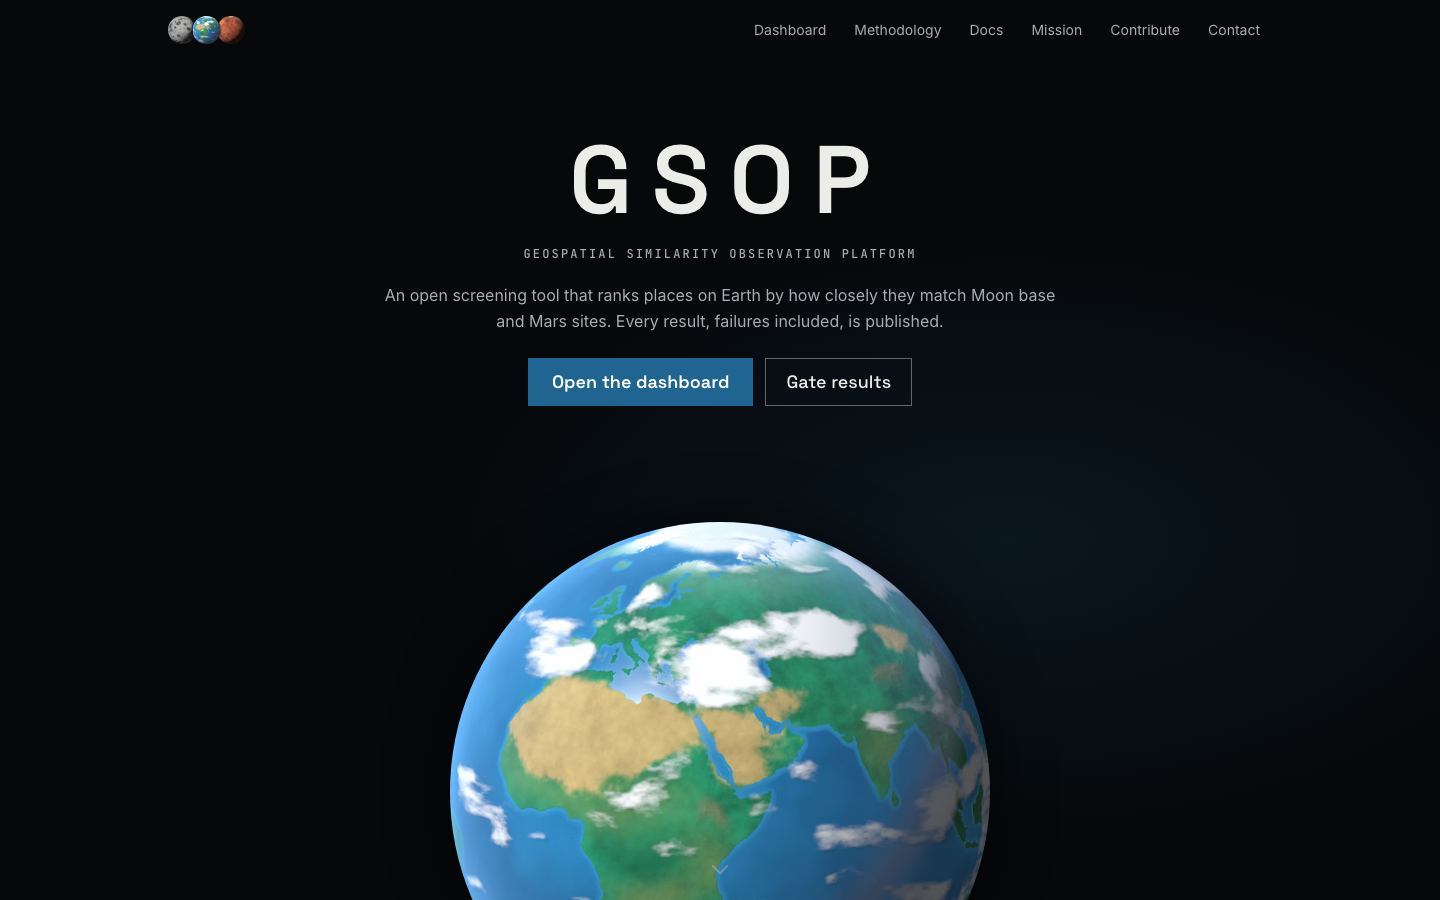 Dashboard Methodology Docs Mission Contribute Contact
GSOP
GEOSPATIAL SIMILARITY OBSERVATION PLATFORM
An open screening tool that ranks places on Earth by how closely they match Moon base
and Mars sites. Every result, failures included, is published.
Open the dashboard Gate results